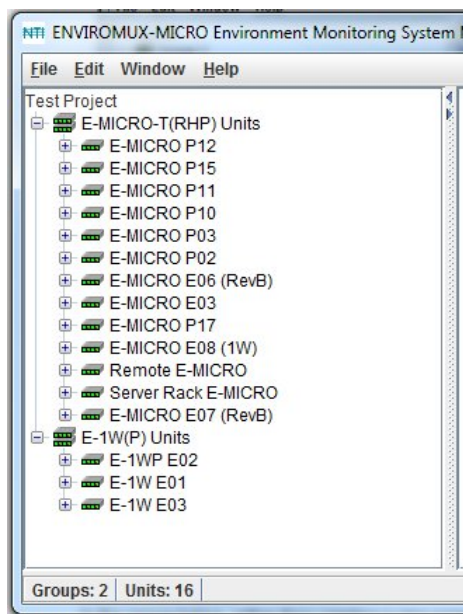 NTI ENVIROMUX-MICRO Environment Monitoring System
File Edit Window Help
Test Project
E-MICRO-T(RHP) Units
E-MICRO P12
E-MICRO P15
E-MICRO P11
E-MICRO P10
E-MICRO P03
E-MICRO P02
E-MICRO E06 (RevB)
E-MICRO E03
E-MICRO P17
E-MICRO E08 (1W)
Remote E-MICRO
Server Rack E-MICRO
E-MICRO E07 (RevB)
E-1W(P) Units
E-1WP E02
E-1W E01
E-1W E03
Groups: 2 Units: 16